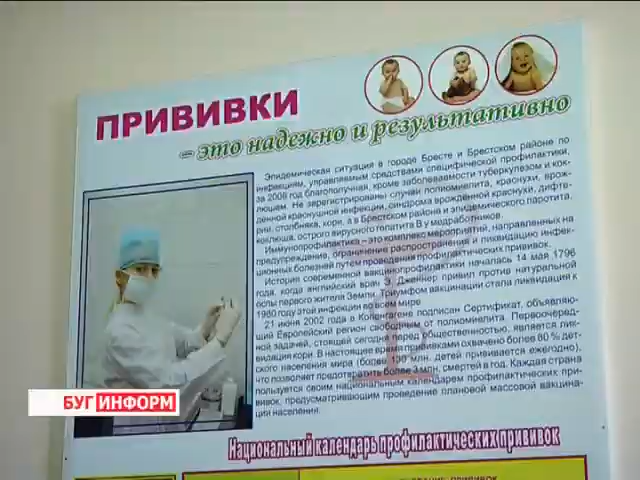 ПРИВИВКИ
– это надежно и результативно
Эпидемическая ситуация в городе Бресте и Брестском районе по
инфекциям, управляемым средствами специфической профилактики,
за 2008 год благополучная, кроме заболеваемости туберкулезом и кок-
люшем. Не зарегистрированы случаи полиомиелита, краснухи, врож-
денной краснушной инфекции, синдрома врождённой краснухи, дифте-
рии, столбняка, кори, а в Брестском районе и эпидемического паротита,
коклюша, острого вирусного гепатита В у медработников.
Иммунопрофилактика – это комплекс мероприятий, направленных на
предупреждение, ограничение распространения и ликвидацию инфек-
ционных болезней путем проведения профилактических прививок.
История современной вакцинопрофилактики началась 14 мая 1796
года, когда английский врач Э. Дженнер привил против натуральной
оспы первого жителя Земли. Триумфом вакцинации стали ликвидация к
1980 году этой инфекции во всем мире.
21 июня 2002 года в Копенгагене подписан Сертификат, объявляю-
щий Европейский регион свободным от полиомиелита. Первоочеред-
ной задачей, стоящей сегодня перед общественностью, является лик-
видация кори. В настоящее время прививками охвачено более 80 % дет-
ского населения мира (более 130 млн. детей прививается ежегодно),
что позволяет предотвратить более 3 млн. смертей в год. Каждая страна
пользуется своим национальным календарем профилактических при-
вивок, предусматривающим проведение плановой массовой вакцина-
ции населения.
БУГ ИНФОРМ
Национальный календарь профилактических прививок